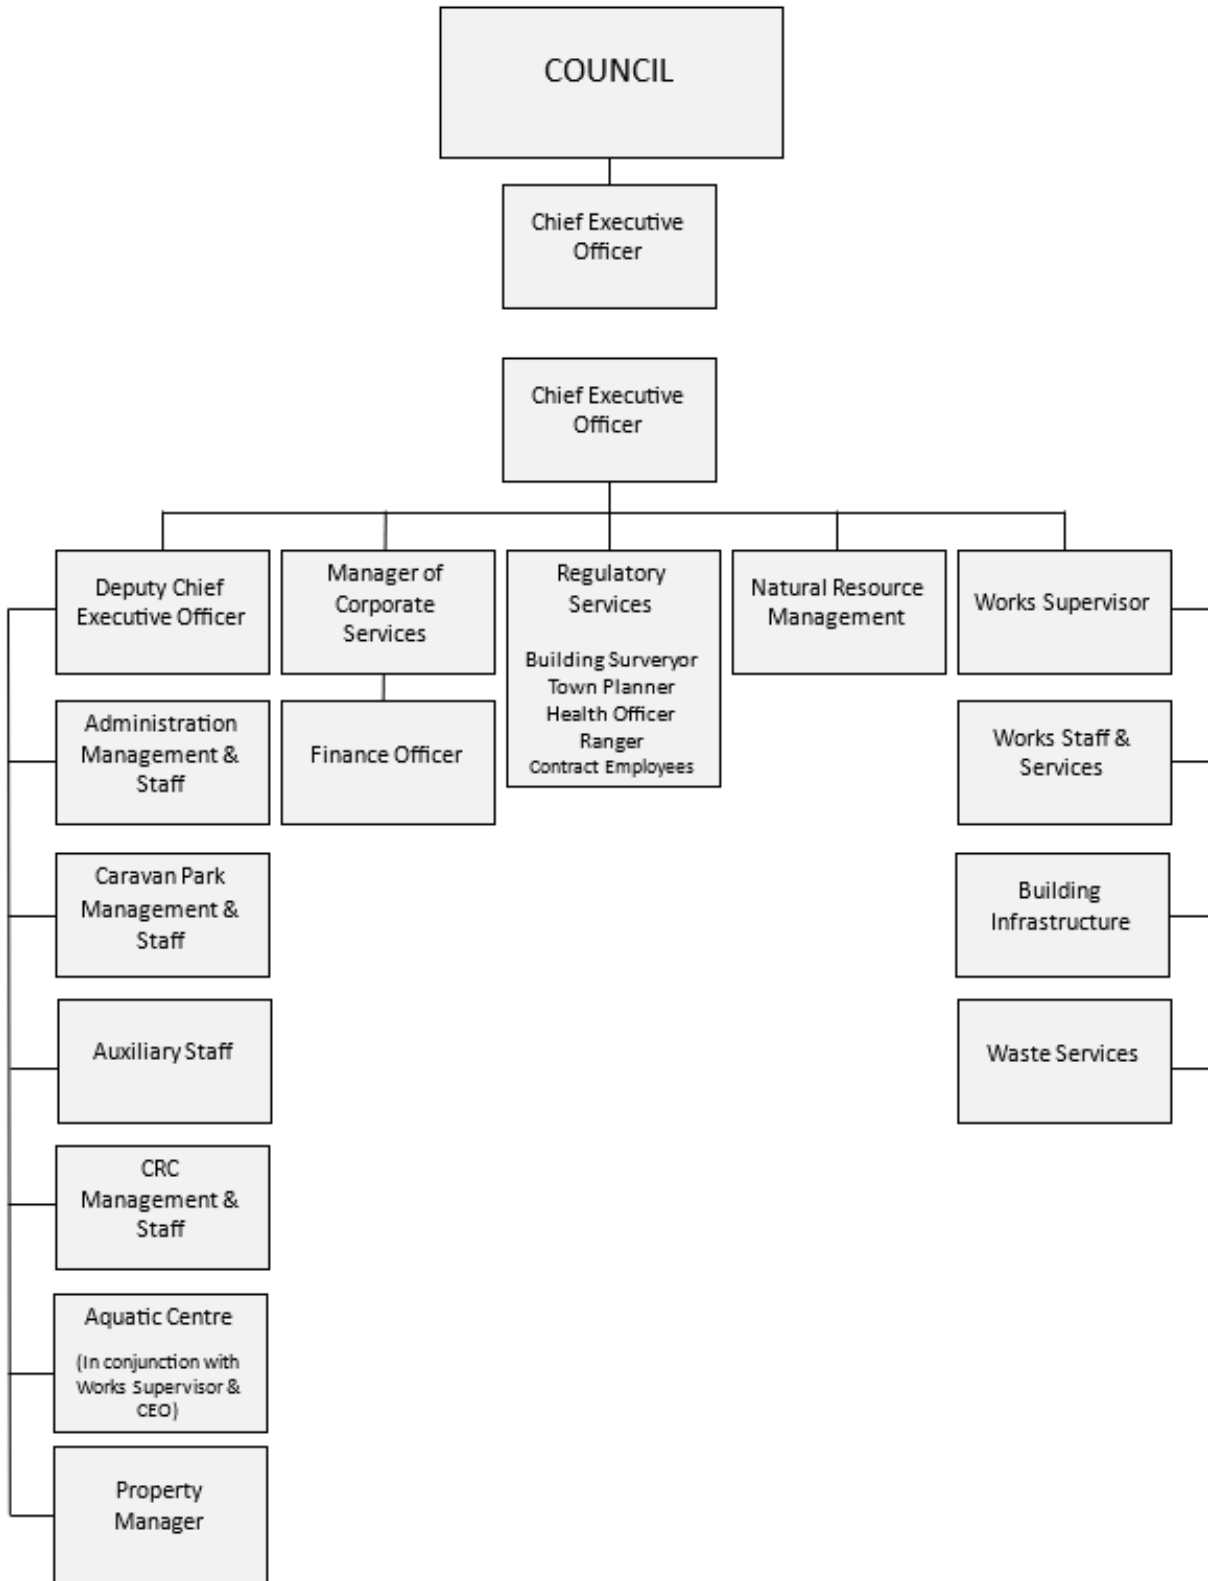 COUNCIL
Chief Executive
Officer
Chief Executive
Officer
Deputy Chief
Executive Officer
Manager of
Corporate
Services
Regulatory
Services
Building Surveryor
Town Planner
Health Officer
Ranger
Contract Employees
Natural Resource
Management
Works Supervisor
Administration
Management &
Staff
Finance Officer
Works Staff &
Services
Caravan Park
Management &
Staff
Building
Infrastructure
Auxiliary Staff
Waste Services
CRC
Management &
Staff
Aquatic Centre
(In conjunction with
Works Supervisor &
CEO)
Property
Manager